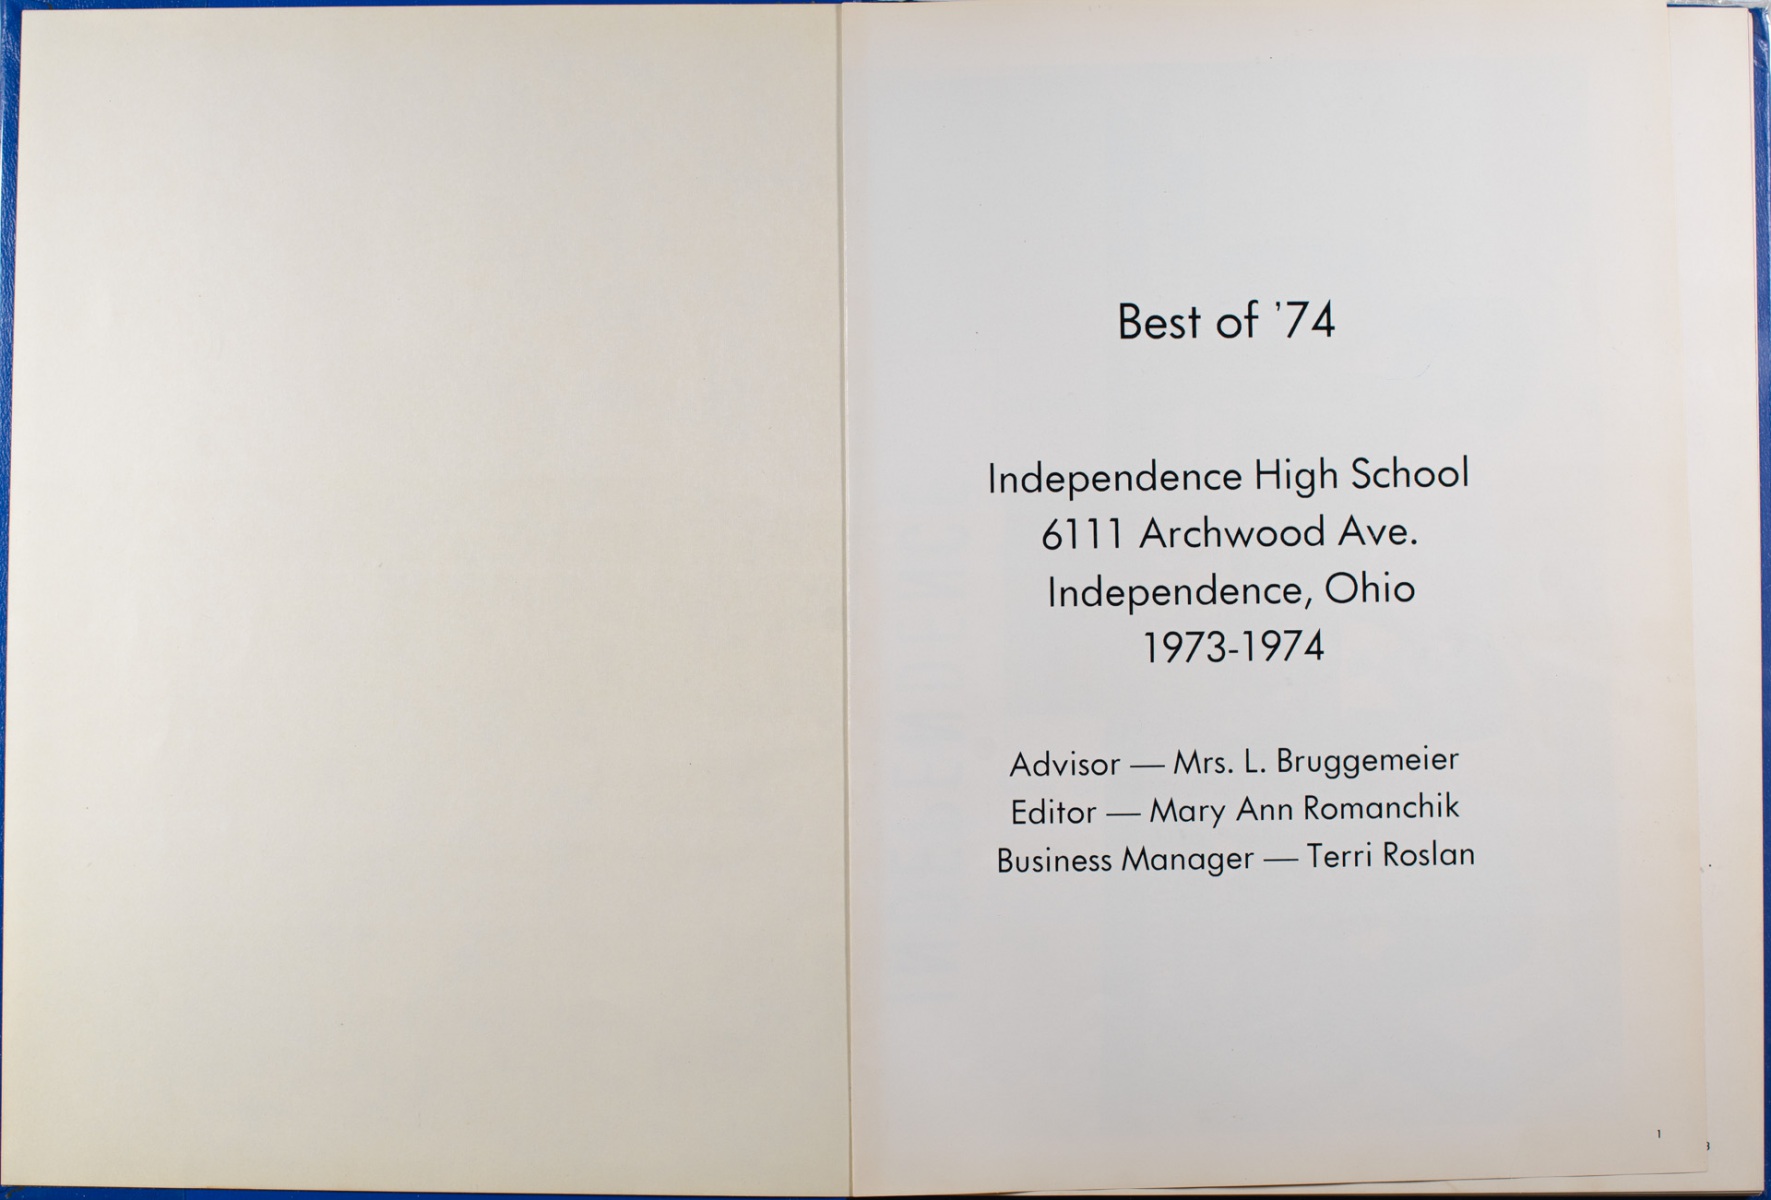 Best of '74
Independence High School
6111 Archwood Ave.
Independence, Ohio
1973-1974
Advisor — Mrs. L. Bruggemeier
Editor — Mary Ann Romanchik
Business Manager — Terri Roslan
1
3